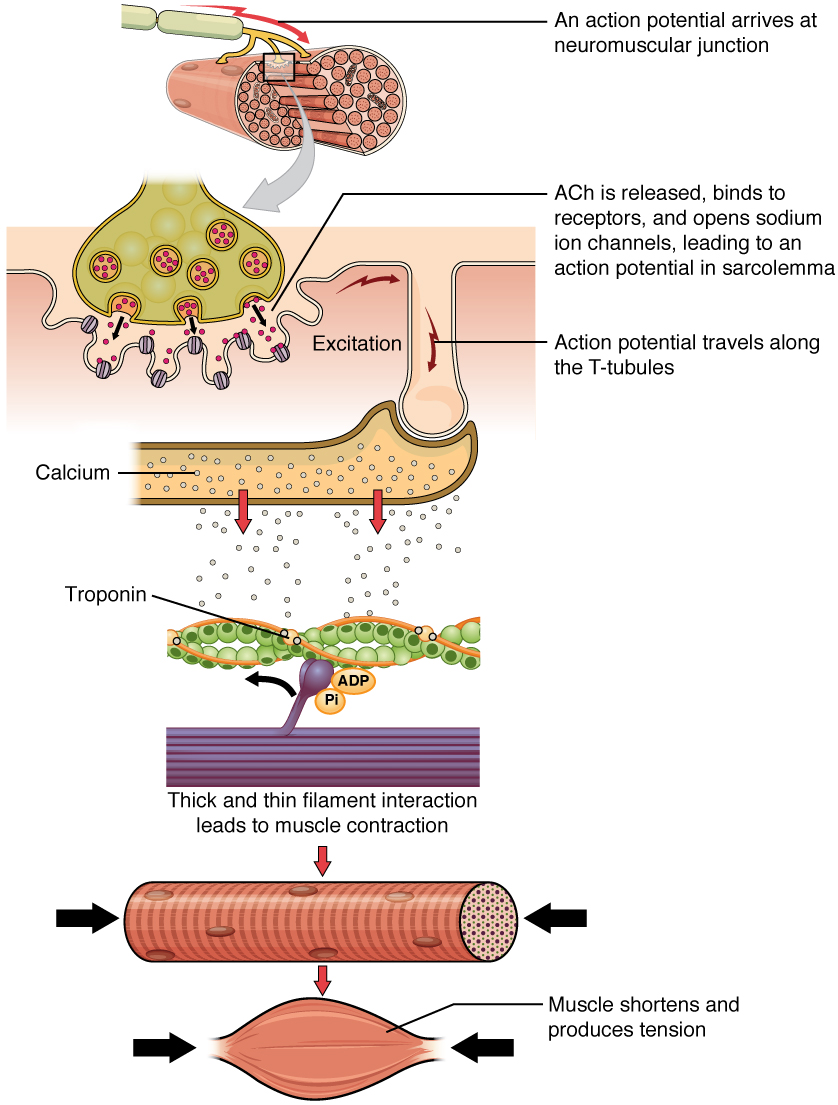 An action potential arrives at
neuromuscular junction
ACh is released, binds to
receptors, and opens sodium
ion channels, leading to an
action potential in sarcolemma
Excitation
Action potential travels along
the T-tubules
Calcium
Troponin
ADP
Pi
Thick and thin filament interaction
leads to muscle contraction
Muscle shortens and
produces tension